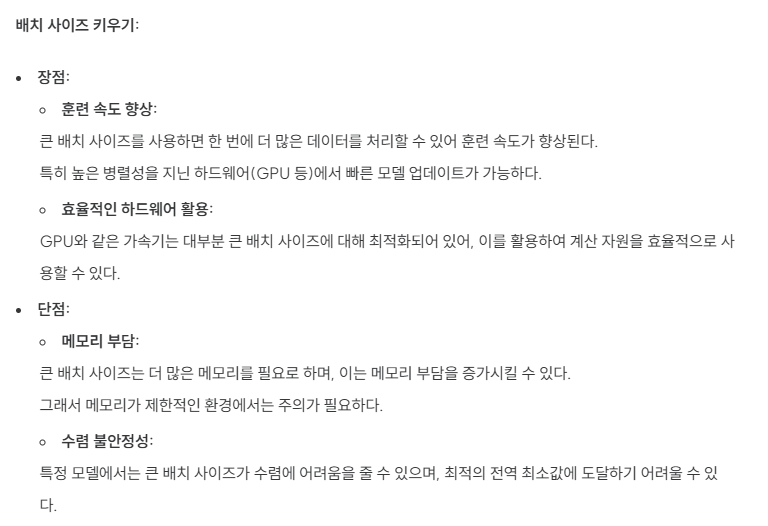 배치 사이즈 키우기:
• 장점:
◦ 훈련 속도 향상:
큰 배치 사이즈를 사용하면 한 번에 더 많은 데이터를 처리할 수 있어 훈련 속도가 향상된다.
특히 높은 병렬성을 지닌 하드웨어(GPU 등)에서 빠른 모델 업데이트가 가능하다.
◦ 효율적인 하드웨어 활용:
GPU와 같은 가속기는 대부분 큰 배치 사이즈에 대해 최적화되어 있어, 이를 활용하여 계산 자원을 효율적으로 사
용할 수 있다.
• 단점:
◦ 메모리 부담:
큰 배치 사이즈는 더 많은 메모리를 필요로 하며, 이는 메모리 부담을 증가시킬 수 있다.
그래서 메모리가 제한적인 환경에서는 주의가 필요하다.
◦ 수렴 불안정성:
특정 모델에서는 큰 배치 사이즈가 수렴에 어려움을 줄 수 있으며, 최적의 전역 최소값에 도달하기 어려울 수 있
다.